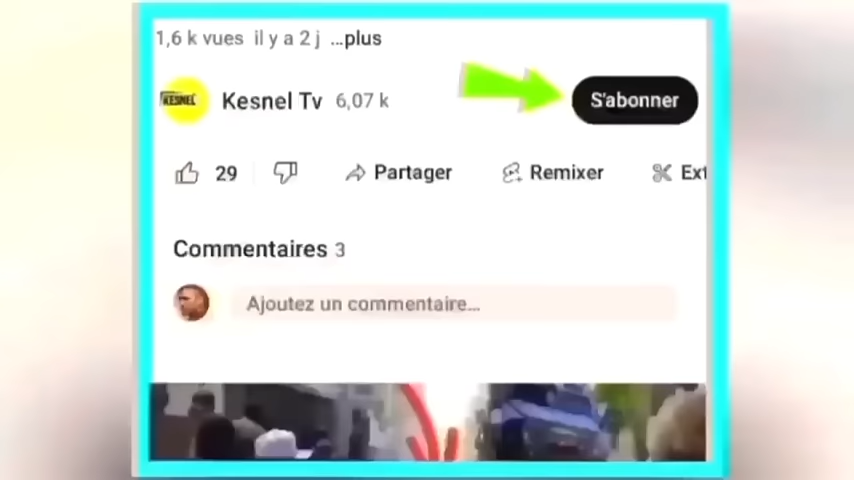 1,6 k vues il y a 2 j ...plus
KESNEL
Kesnel Tv 6,07 k
S'abonner
29
Partager
Remixer
Ext
Commentaires 3
Ajoutez un commentaire...